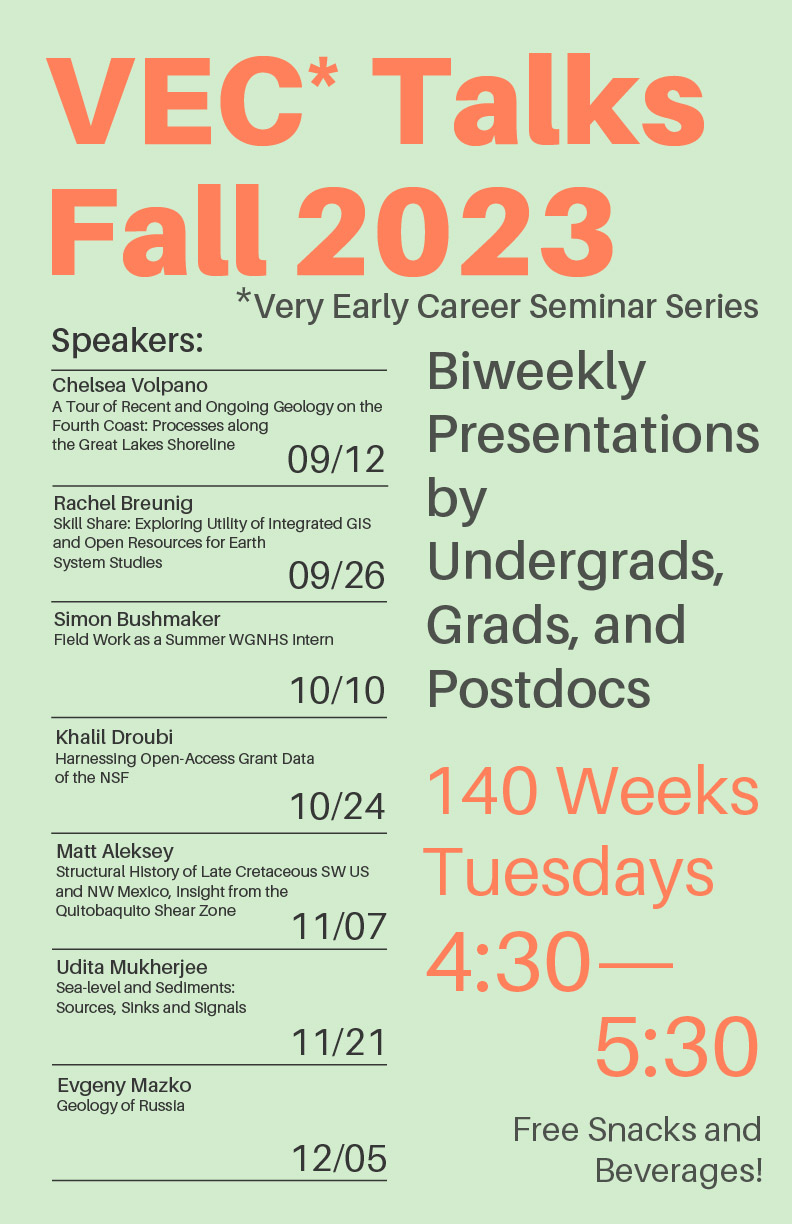 VEC* Talks
Fall 2023
*Very Early Career Seminar Series
Speakers:
Chelsea Volpano
A Tour of Recent and Ongoing Geology on the
Fourth Coast: Processes along
the Great Lakes Shoreline
09/12
Rachel Breunig
Skill Share: Exploring Utility of Integrated GIS
and Open Resources for Earth
System Studies
09/26
Simon Bushmaker
Field Work as a Summer WGNHS Intern
10/10
Khalil Droubi
Harnessing Open-Access Grant Data
of the NSF
10/24
Matt Aleksey
Structural History of Late Cretaceous SW US
and NW Mexico, Insight from the
Quitobaquito Shear Zone
11/07
Udita Mukherjee
Sea-level and Sediments:
Sources, Sinks and Signals
11/21
Evgeny Mazko
Geology of Russia
12/05
Biweekly
Presentations
by
Undergrads,
Grads, and
Postdocs
140 Weeks
Tuesdays
4:30—
5:30
Free Snacks and
Beverages!